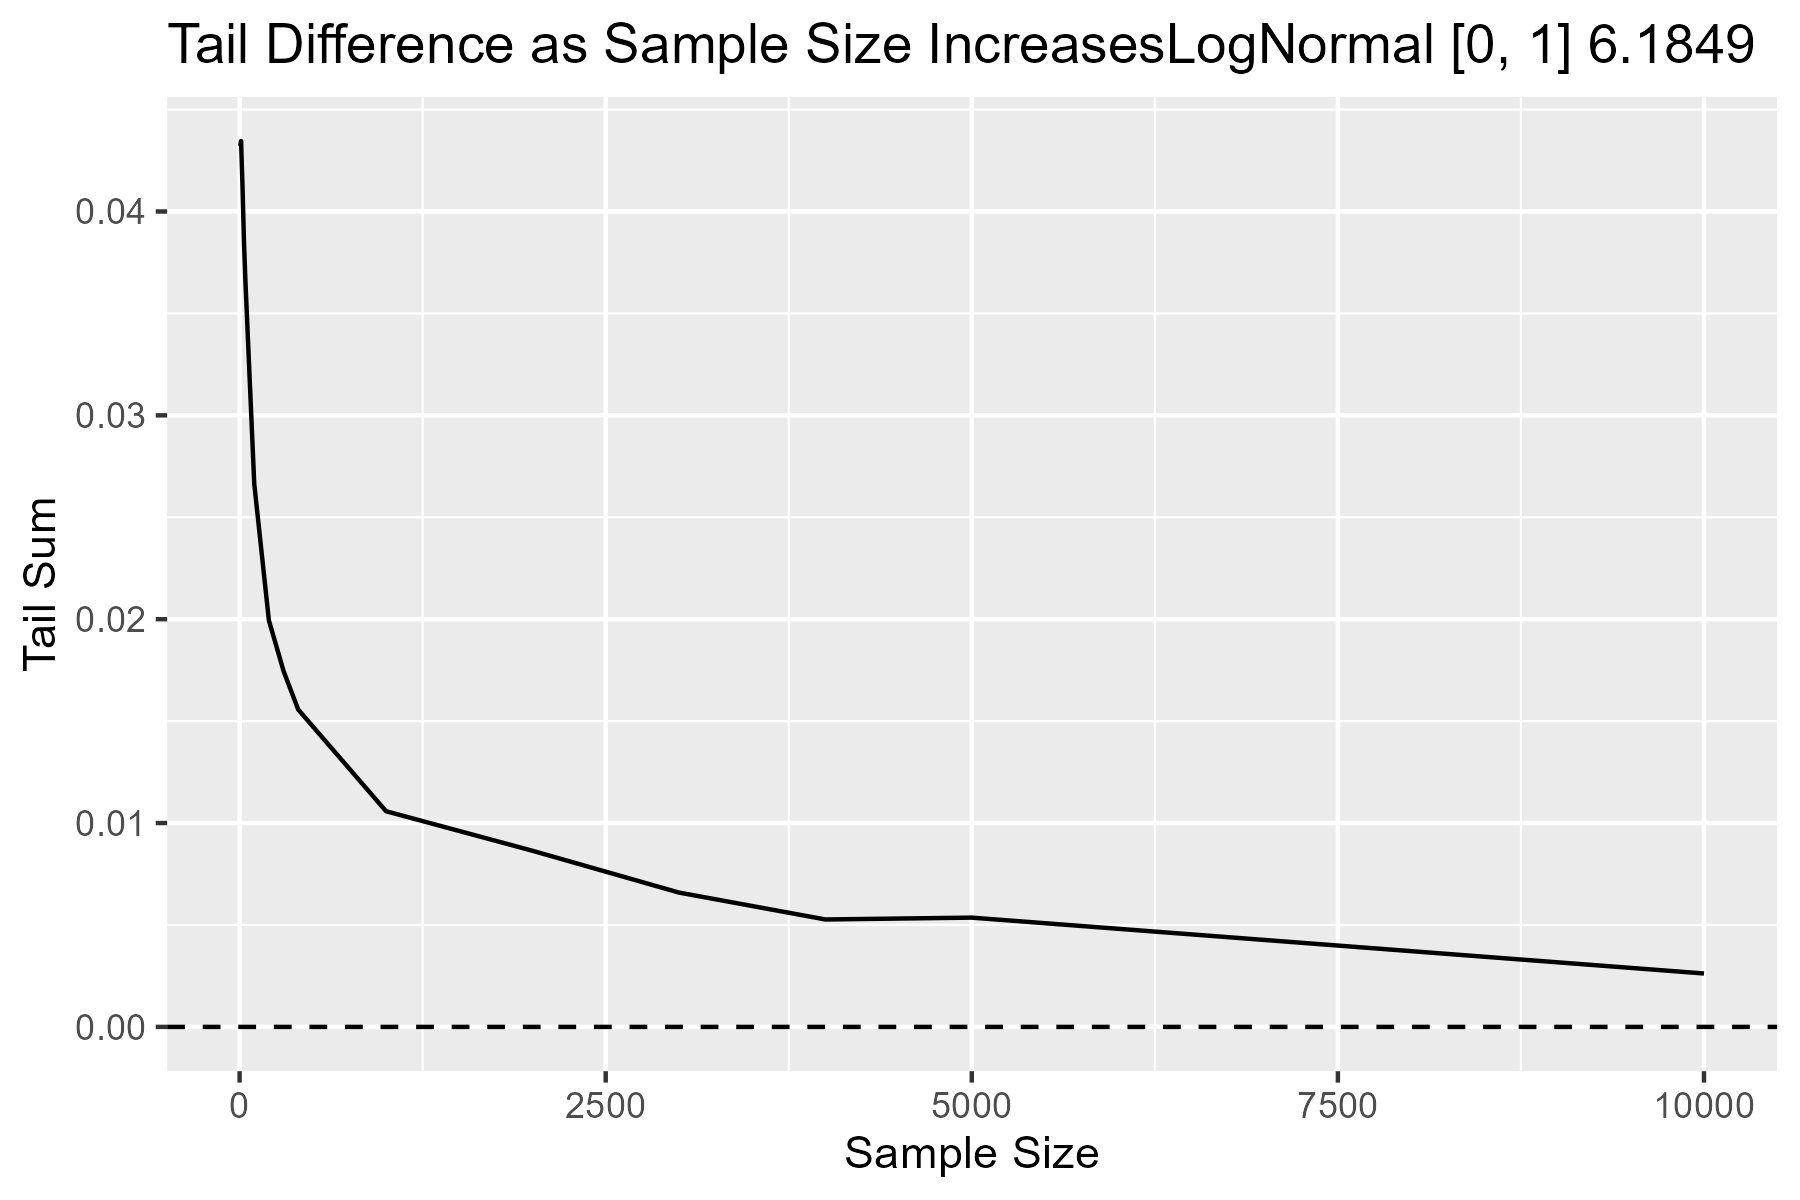 Tail Difference as Sample Size IncreasesLogNormal [0, 1] 6.1849
Tail Sum
0.04
0.03
0.02
0.01
0.00
0 2500 5000 7500 10000
Sample Size